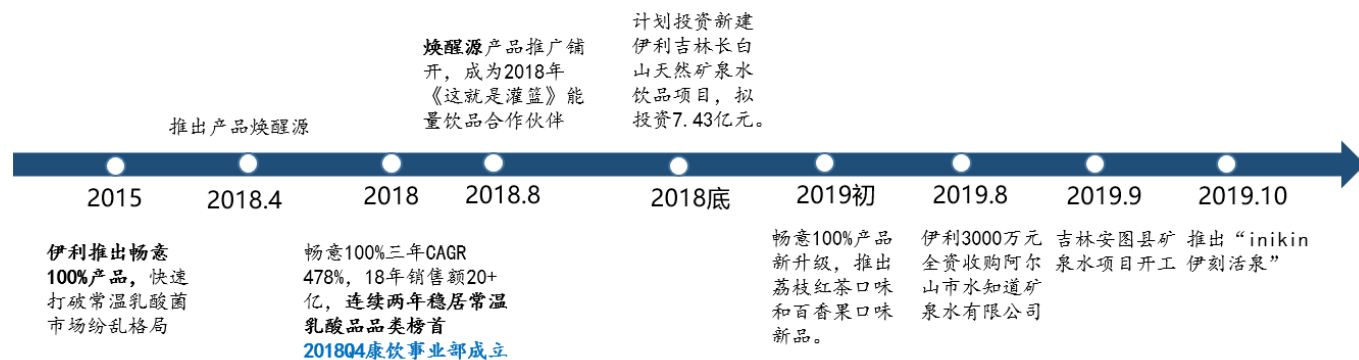 焕醒源产品推广铺
开，成为2018年
《这就是灌篮》能
量饮品合作伙伴
计划投资新建
伊利吉林长白
山天然矿泉水
饮品项目，拟
投资7.43亿元。
推出产品焕醒源
2015
2018.4
2018
2018.8
2018底
2019初
2019.8
2019.9
2019.10
伊利推出畅意
100%产品，快速
打破常温乳酸菌
市场纷乱格局
畅意100%三年CAGR
478%，18年销售额20+
亿，连续两年稳居常温
乳酸品品类榜首
2018Q4康饮事业部成立
畅意100%产品
新升级，推出
荔枝红茶口味
和百香果口味
新品。
伊利3000万元
全资收购阿尔
山市水知道矿
泉水有限公司
吉林安图县矿
泉水项目开工
推出“inikin
伊刻活泉”